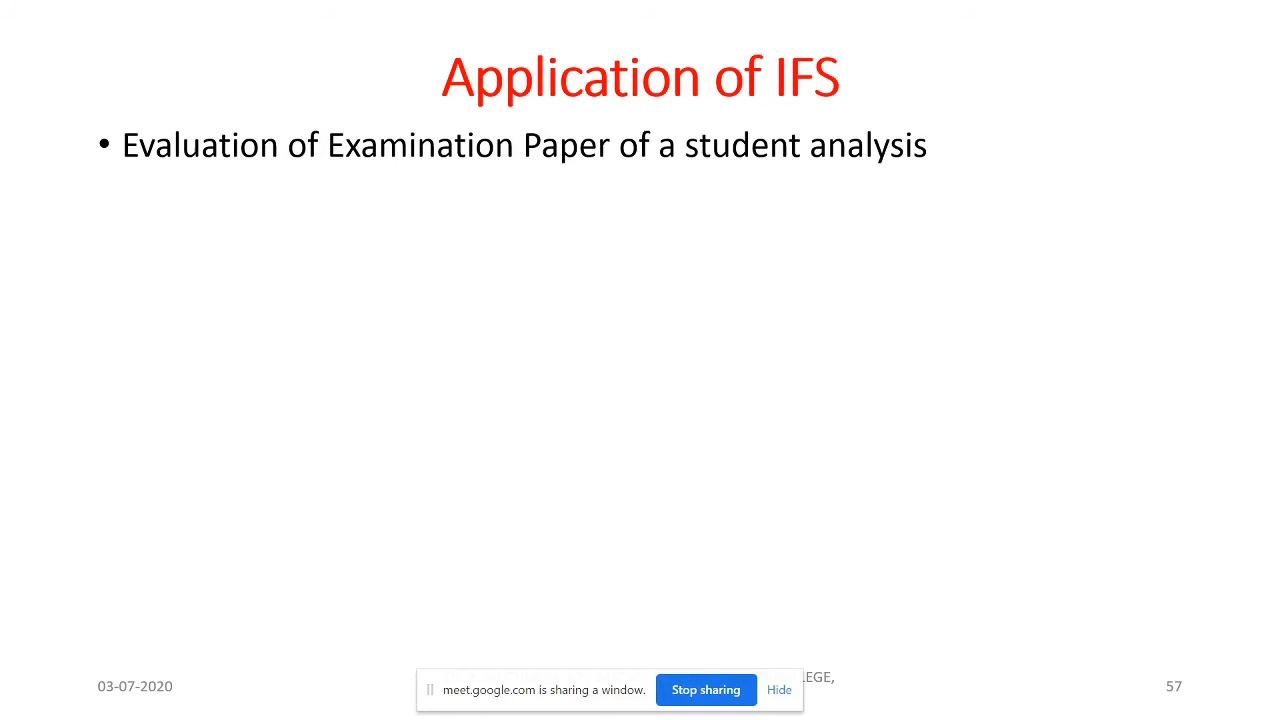 Application of IFS
• Evaluation of Examination Paper of a student analysis
03-07-2020
LEGE,
meet.google.com is sharing a window.
Stop sharing
Hide
57